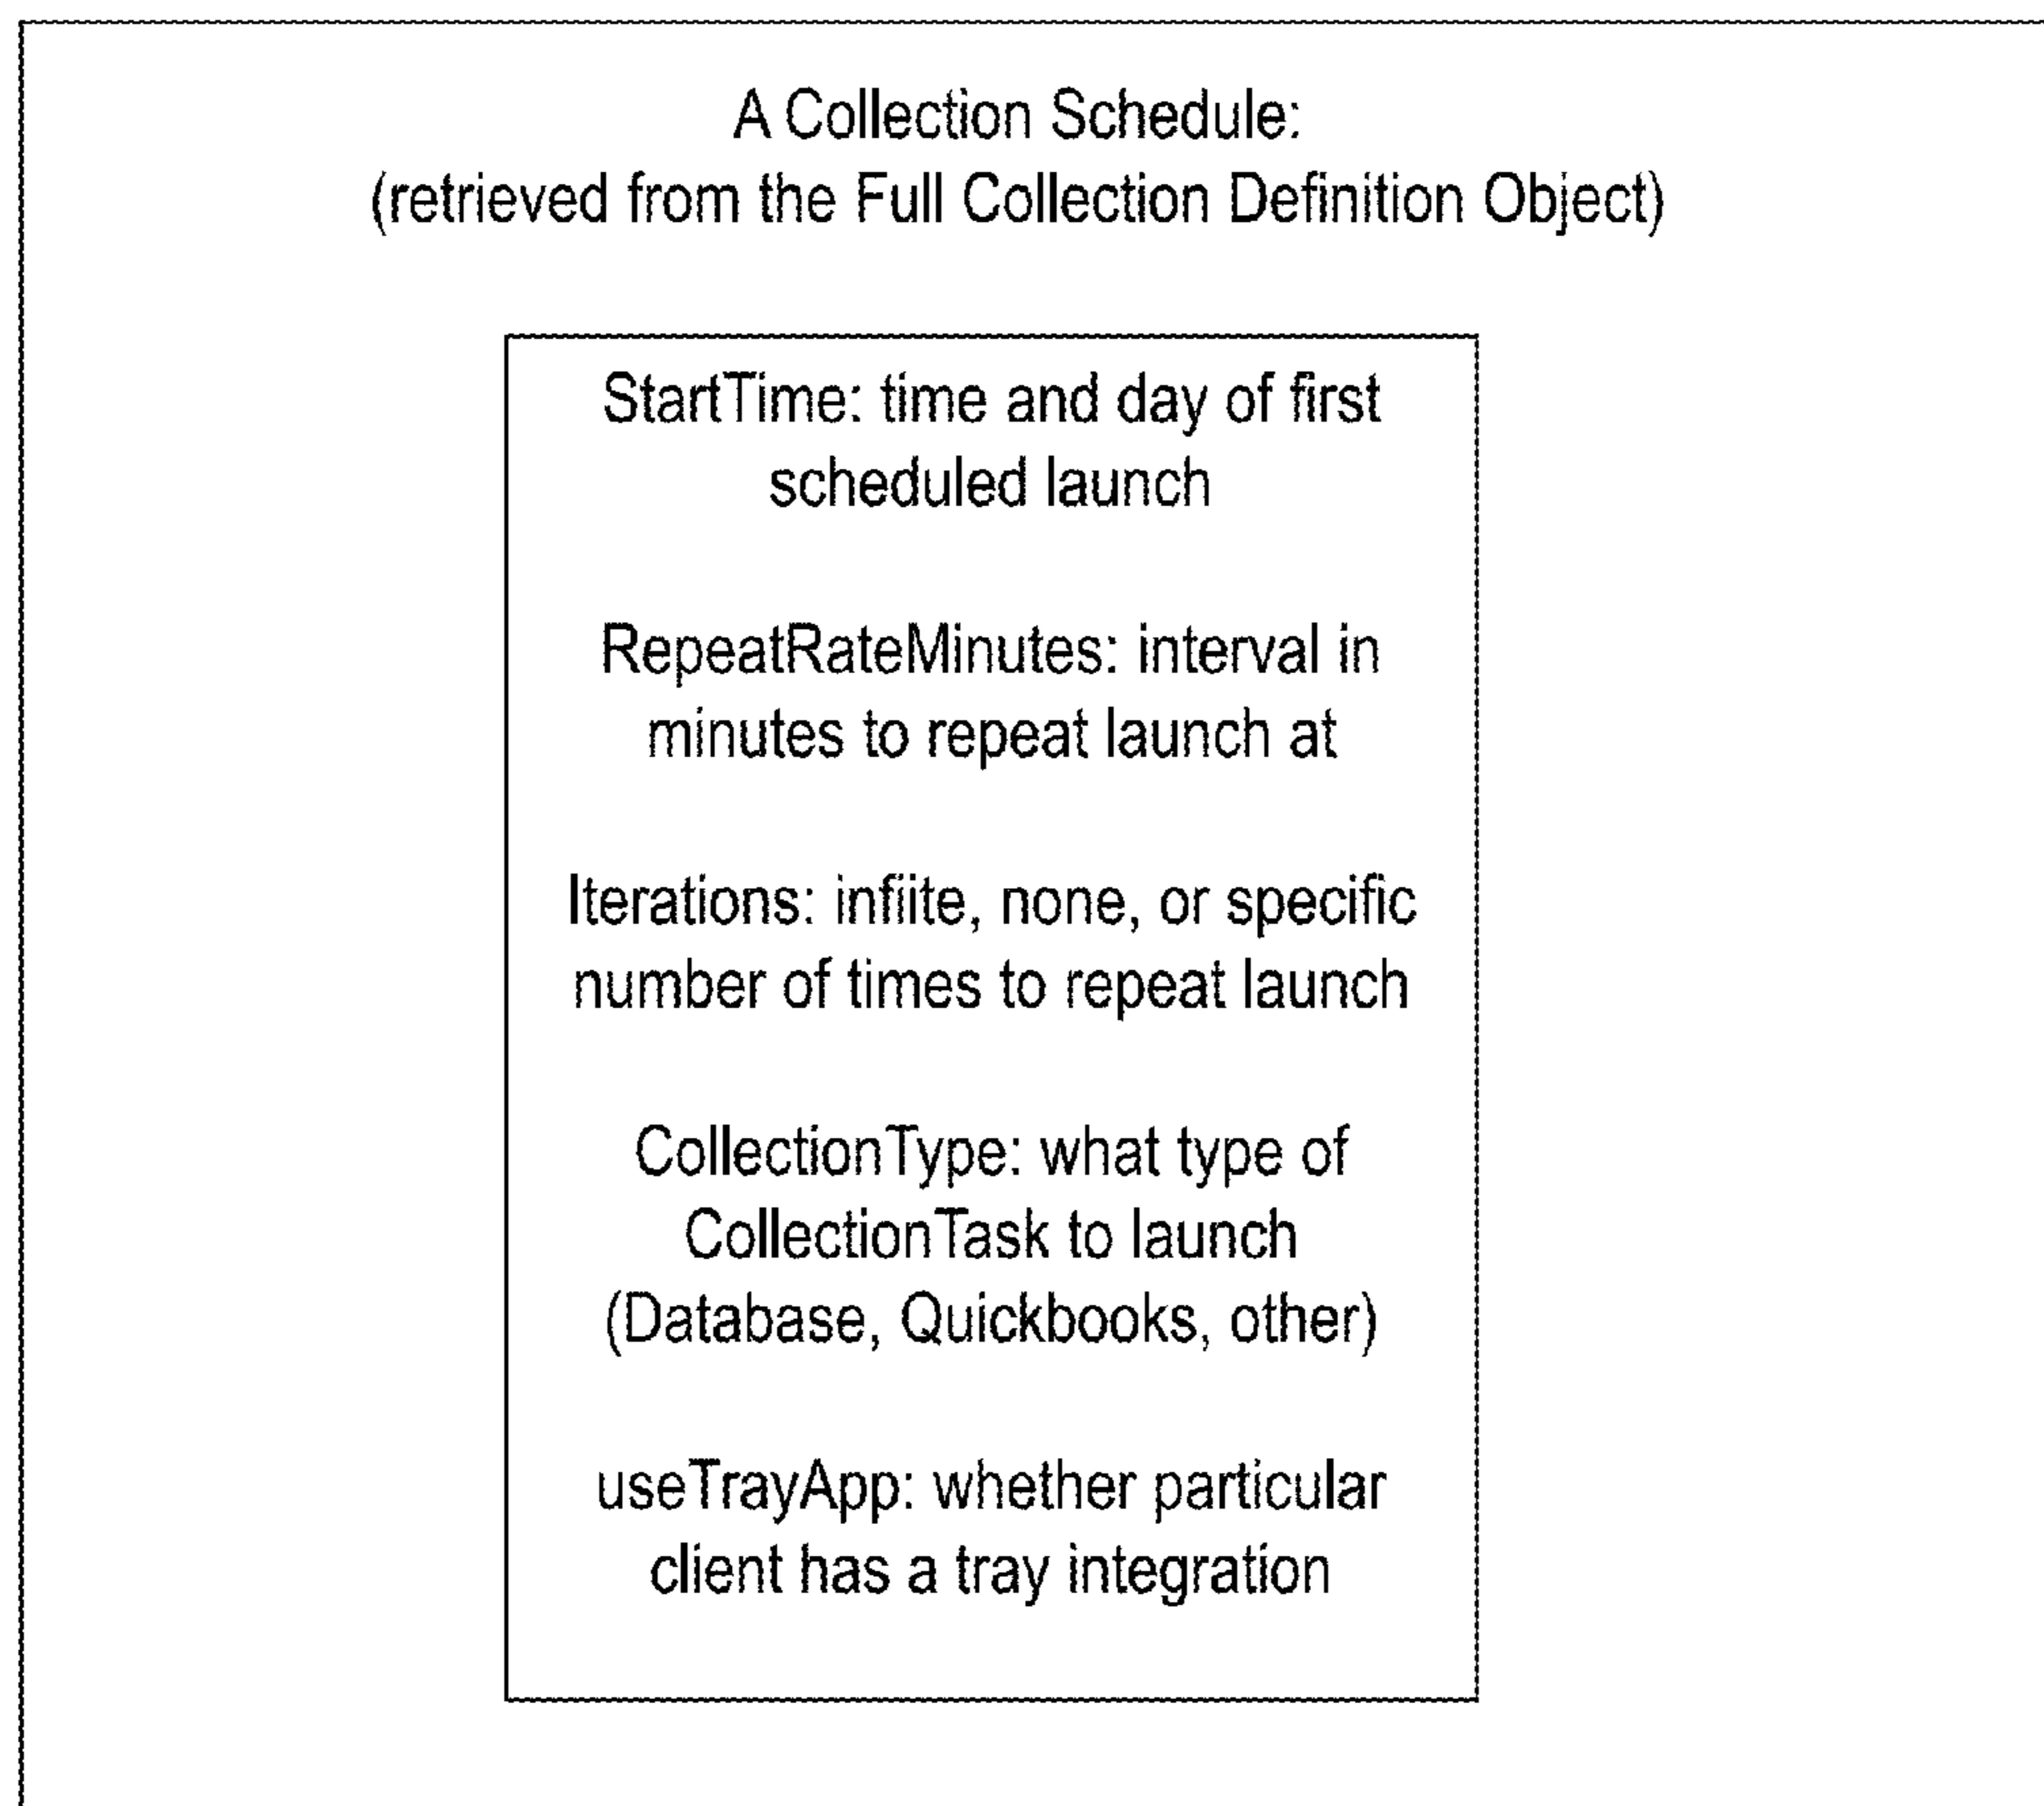 A Collection Schedule:
(retrieved from the Full Collection Definition Object)
StartTime: time and day of first
scheduled launch
RepeatRateMinutes: interval in
minutes to repeat launch at
Iterations: infiite, none, or specific
number of times to repeat launch
CollectionType: what type of
CollectionTask to launch
(Database, Quickbooks, other)
useTrayApp: whether particular
client has a tray integration